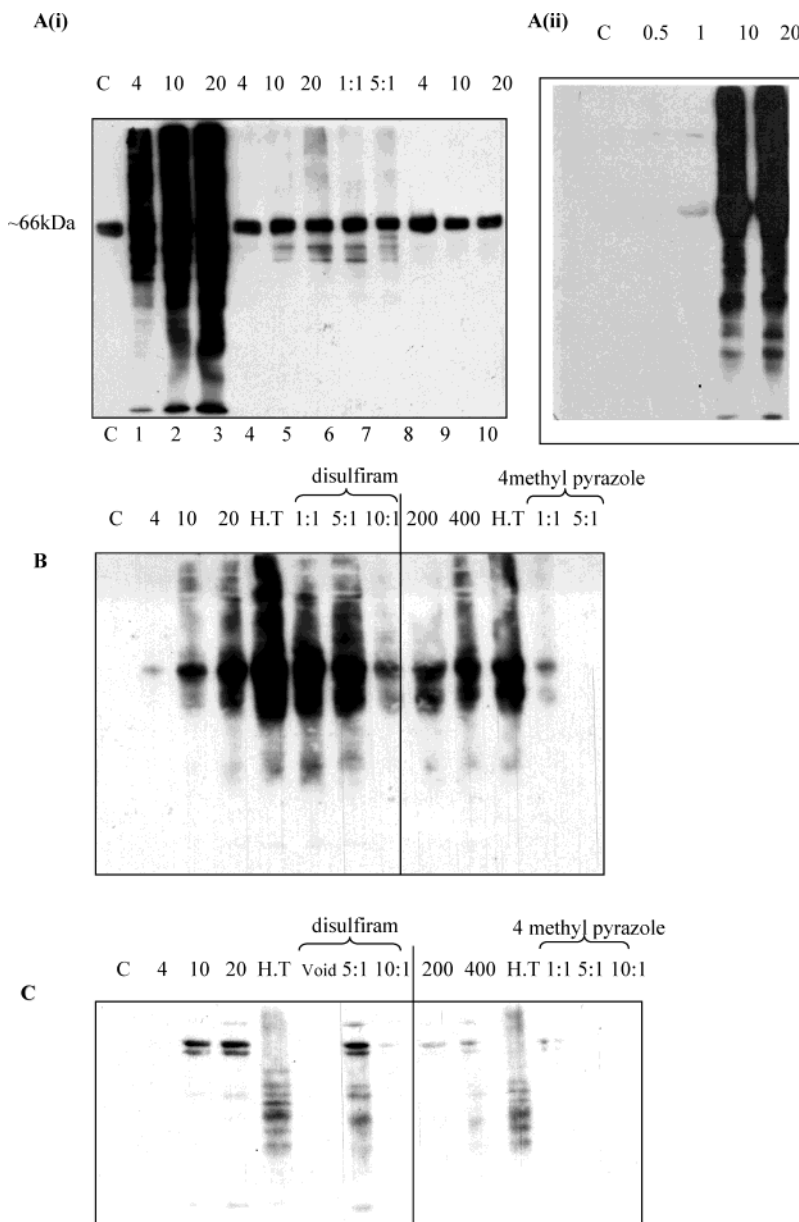 A(i)
A(ii)
C 0.5 1 10 20
C 4 10 20 4 10 20 1:1 5:1 4 10 20
~66kDa
C 1 2 3 4 5 6 7 8 9 10
disulfiram 4methyl pyrazole
C 4 10 20 H.T 1:1 5:1 10:1 200 400 H.T 1:1 5:1
B
disulfiram 4 methyl pyrazole
C 4 10 20 H.T Void 5:1 10:1 200 400 H.T 1:1 5:1 10:1
C